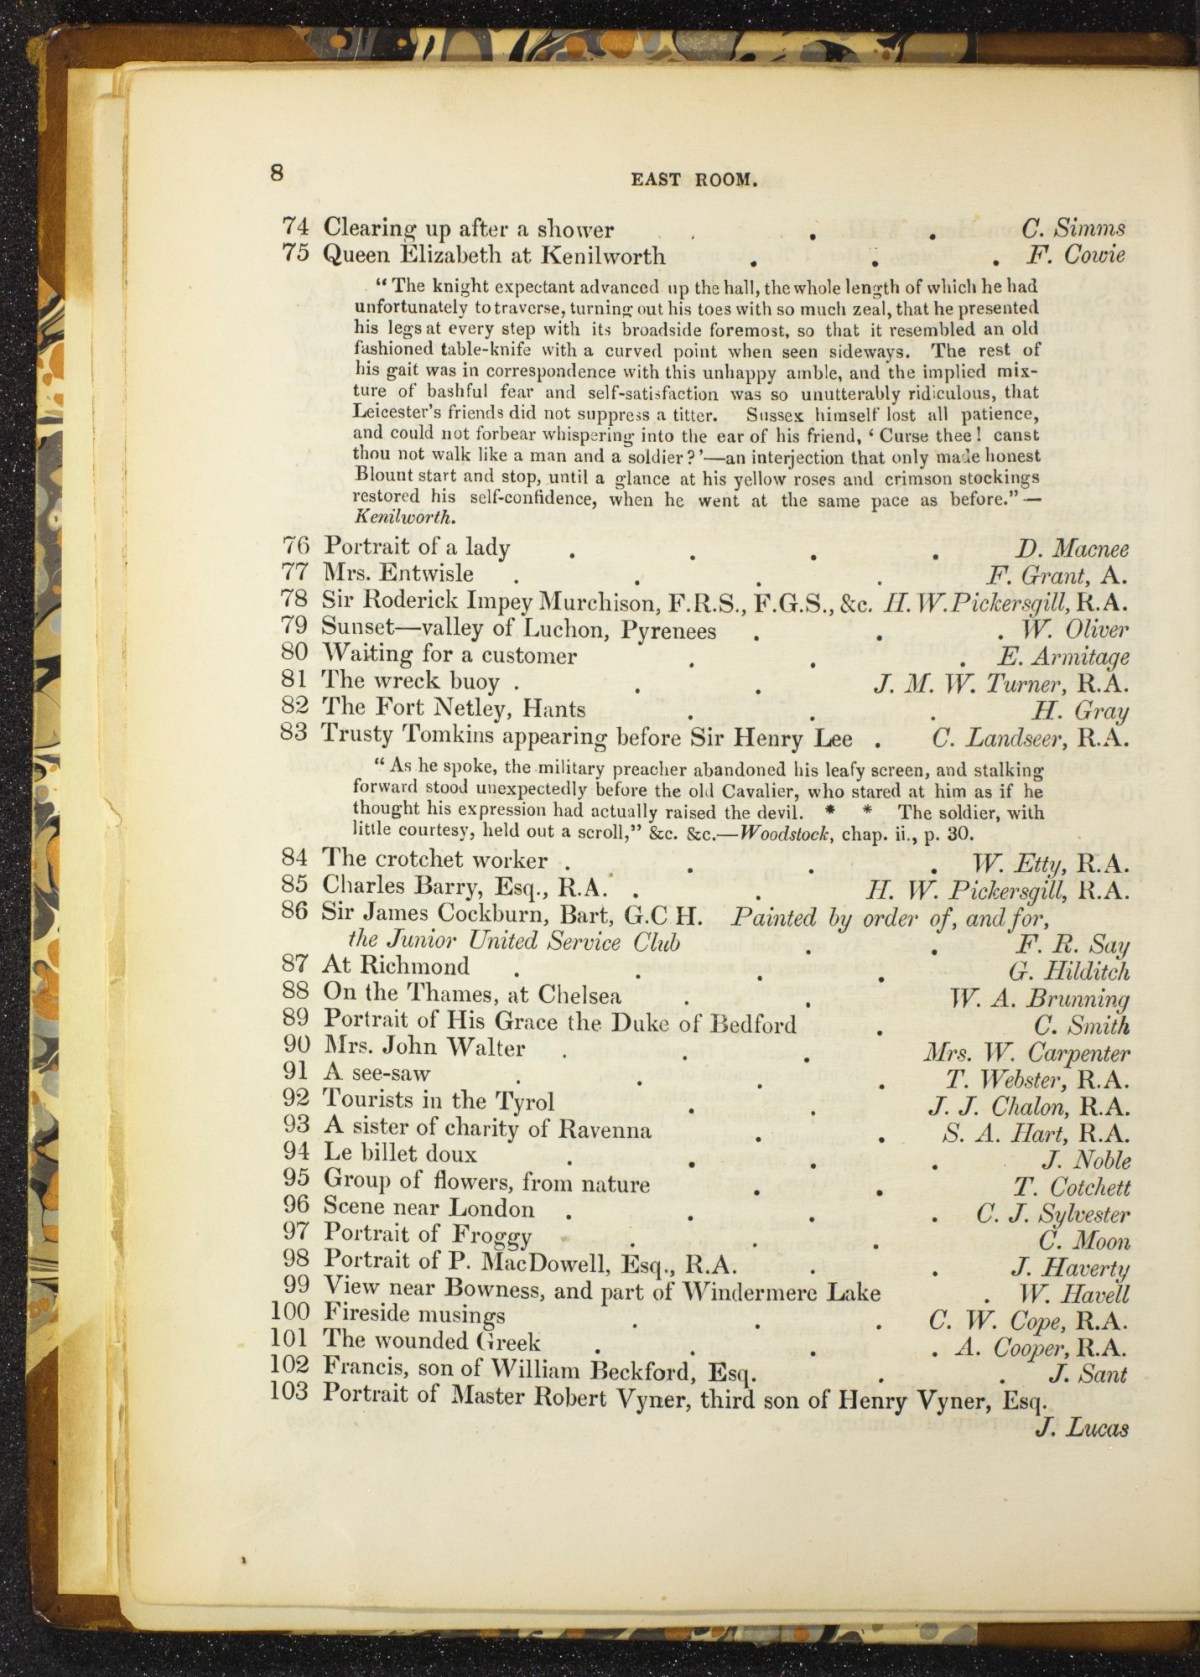 8
EAST ROOM.
74 Clearing up after a shower . . . C. Simms
75 Queen Elizabeth at Kenilworth . . . F. Cowie
“ The knight expectant advanced up the hall, the whole length of which he had
unfortunately to traverse, turning out his toes with so much zeal, that he presented
his legs at every step with its broadside foremost, so that it resembled an old
fashioned table-knife with a curved point when seen sideways. The rest of
his gait was in correspondence with this unhappy amble, and the implied mix-
ture of bashful fear and self-satisfaction was so unutterably ridiculous, that
Leicester’s friends did not suppress a titter. Sussex himself lost all patience,
and could not forbear whispering into the ear of his friend, ‘ Curse thee! canst
thou not walk like a man and a soldier?’—an interjection that only made honest
Blount start and stop, until a glance at his yellow roses and crimson stockings
restored his self-confidence, when he went at the same pace as before.”—
Kenilworth.
76 Portrait of a lady . . . . D. Macnee
77 Mrs. Entwisle . . . . F. Grant, A.
78 Sir Roderick Impey Murchison, F.R.S., F.G.S., &c. H. W. Pickersgill, R.A.
79 Sunset—valley of Luchon, Pyrenees . . . W. Oliver
80 Waiting for a customer . . . E. Armitage
81 The wreck buoy . . . J. M. W. Turner, R.A.
82 The Fort Netley, Hants . . . H. Gray
83 Trusty Tomkins appearing before Sir Henry Lee . C. Landseer, R.A.
“ As he spoke, the military preacher abandoned his leafy screen, and stalking
forward stood unexpectedly before the old Cavalier, who stared at him as if he
thought his expression had actually raised the devil. * * The soldier, with
little courtesy, held out a scroll,” &c. &c.—Woodstock, chap. ii., p. 30.
84 The crotchet worker . . . . W. Etty, R.A.
85 Charles Barry, Esq., R.A. . . H. W. Pickersgill, R.A.
86 Sir James Cockburn, Bart, G.C H. Painted by order of, and for,
the Junior United Service Club . . F. R. Say
87 At Richmond . . . . G. Hilditch
88 On the Thames, at Chelsea . . W. A. Brunning
89 Portrait of His Grace the Duke of Bedford . C. Smith
90 Mrs. John Walter . . . Mrs. W. Carpenter
91 A see-saw . . . . T. Webster, R.A.
92 Tourists in the Tyrol . . J. J. Chalon, R.A.
93 A sister of charity of Ravenna . . S. A. Hart, R.A.
94 Le billet doux . . . . J. Noble
95 Group of flowers, from nature . . T. Cotchett
96 Scene near London . . . . C. J. Sylvester
97 Portrait of Froggy . . . C. Moon
98 Portrait of P. MacDowell, Esq., R.A. . . J. Haverty
99 View near Bowness, and part of Windermere Lake . W. Havell
100 Fireside musings . . . C. W. Cope, R.A.
101 The wounded Greek . . . . A. Cooper, R.A.
102 Francis, son of William Beckford, Esq. . . J. Sant
103 Portrait of Master Robert Vyner, third son of Henry Vyner, Esq.
J. Lucas